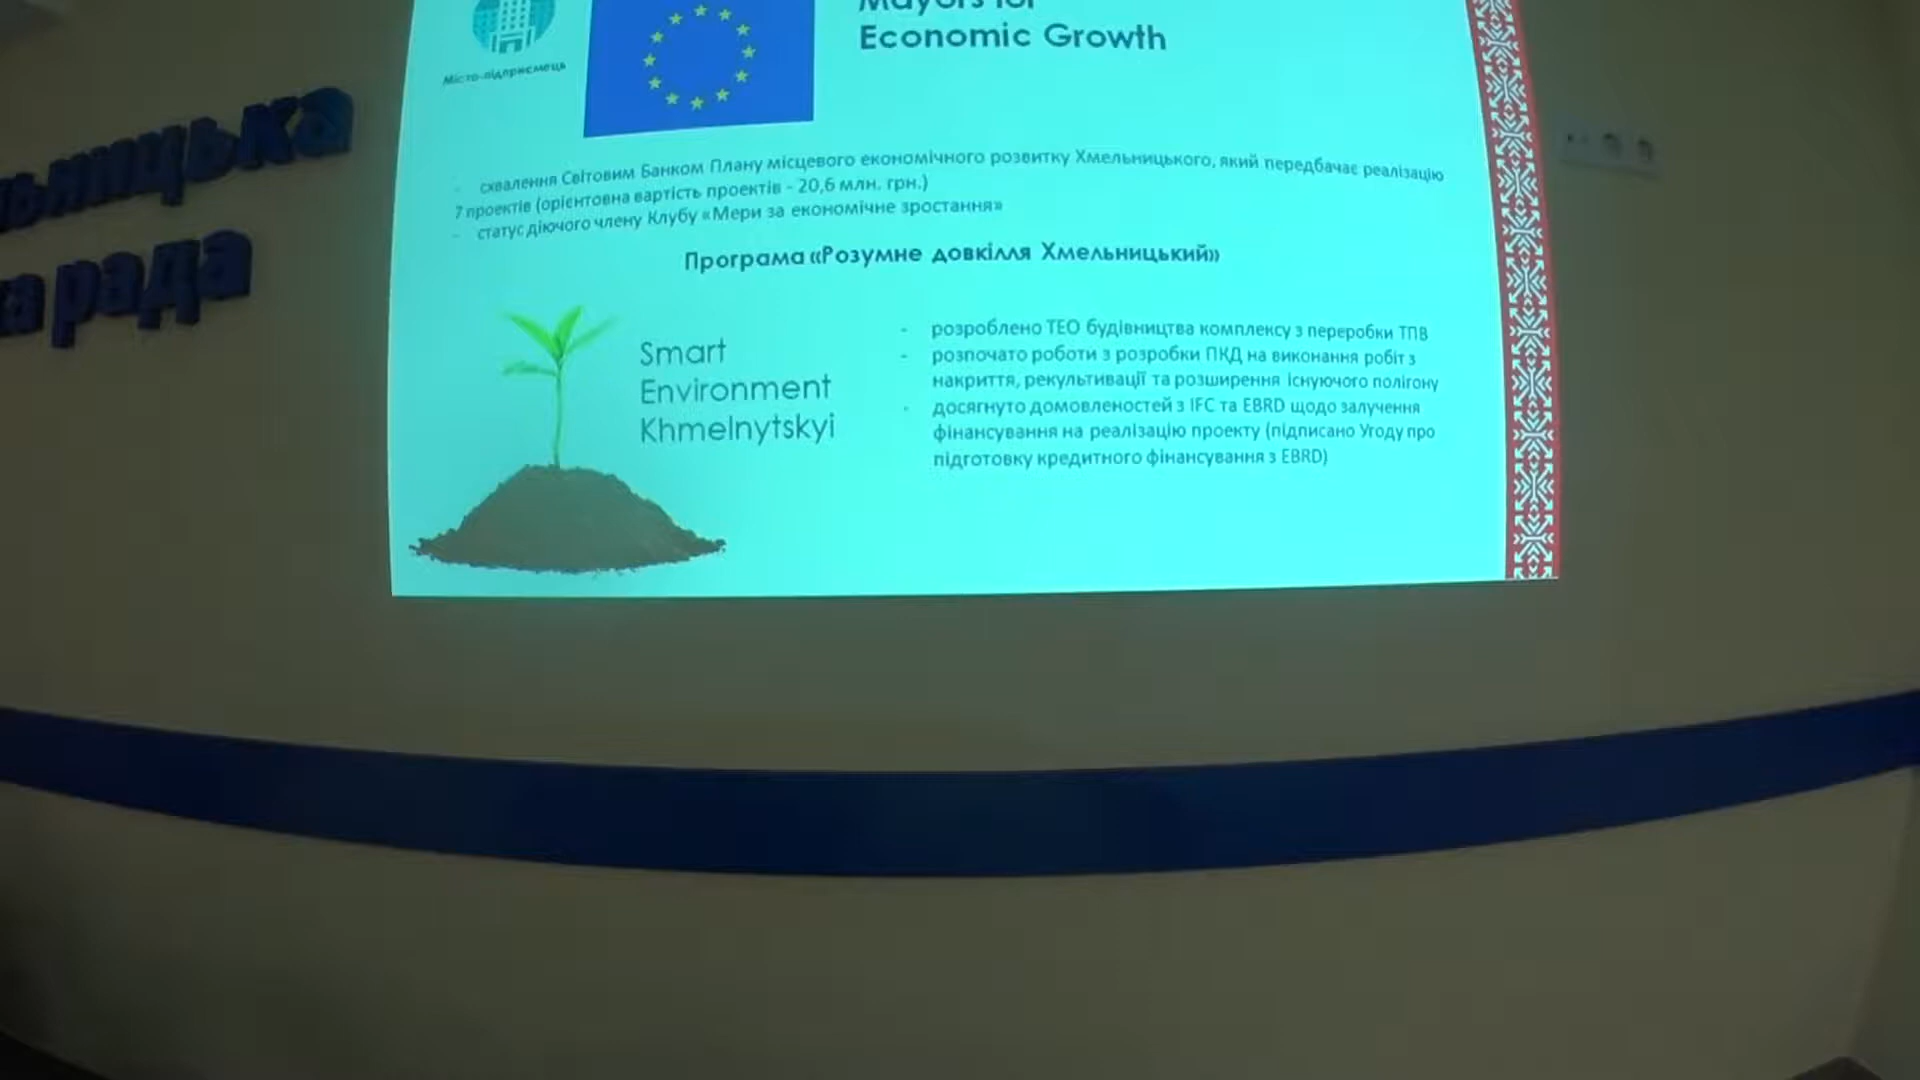 Mayors for
Economic Growth
Місто-підприємець
- схвалення Світовим Банком Плану місцевого економічного розвитку Хмельницького, який передбачає реалізацію
7 проектів (орієнтовна вартість проектів - 20,6 млн. грн.)
- статус діючого члену Клубу «Мери за економічне зростання»
Програма «Розумне довкілля Хмельницький»
Smart
Environment
Khmelnytskyi
- розроблено ТЕО будівництва комплексу з переробки ТПВ
- розпочато роботи з розробки ПКД на виконання робіт з
накриття, рекультивації та розширення існуючого полігону
- досягнуто домовленостей з IFC та EBRD щодо залучення
фінансування на реалізацію проекту (підписано Угоду про
підготовку кредитного фінансування з EBRD)
ьницька
а рада